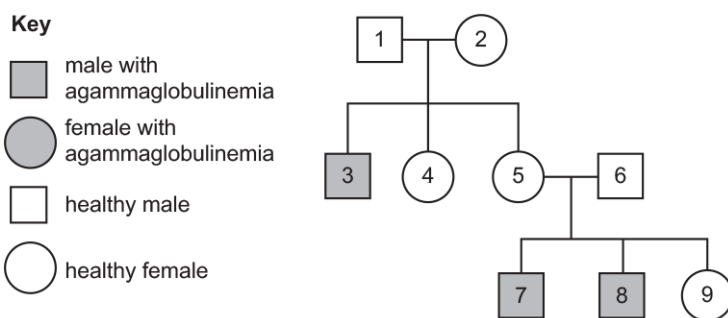 Key
male with
agammaglobulinemia
female with
agammaglobulinemia
healthy male
healthy female
1
2
3
4
5
6
7
8
9